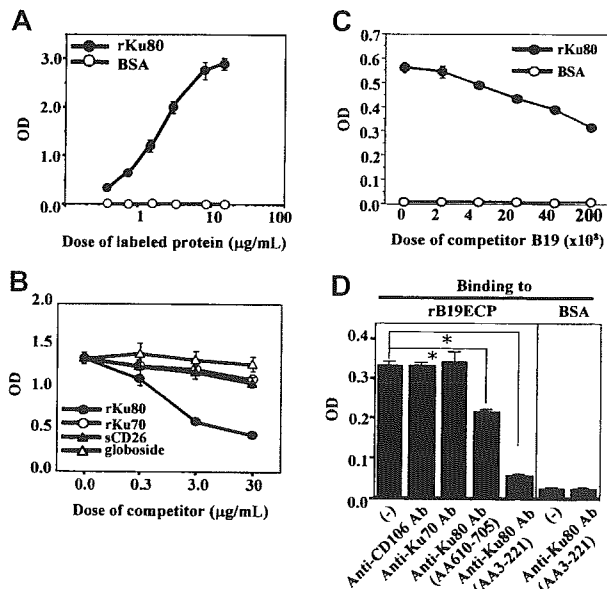 A
rKu80
BSA
3.0
2.0
1.0
0.0
OD
1 10 100
Dose of labeled protein (µg/mL)
B
2.0
1.5
1.0
0.5
0.0
OD
rKu80
rKu70
sCD26
globoside
0.0 0.3 3.0 30
Dose of competitor (µg/mL)
C
rKu80
BSA
0.7
0.6
0.5
0.4
0.3
0.2
0.1
0.0
OD
0 2 4 20 40 200
Dose of competitor B19 (x10⁸)
D
Binding to
rB19ECP BSA
*
*
0.4
0.3
0.2
0.1
0.0
OD
(-)
Anti-CD106 Ab
Anti-Ku70 Ab
Anti-Ku80 Ab
(AA610-705)
Anti-Ku80 Ab
(AA3-221)
(-)
Anti-Ku80 Ab
(AA3-221)